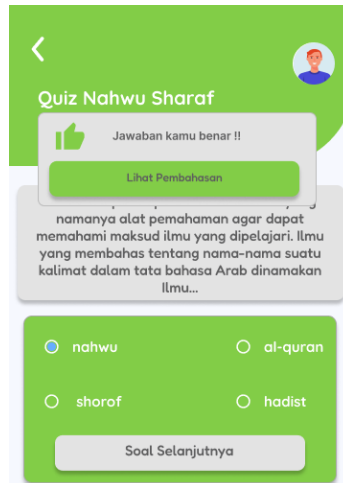 Quiz Nahwu Sharaf
Jawaban kamu benar !!
Lihat Pembahasan
namanya alat pemahaman agar dapat
memahami maksud ilmu yang dipelajari. Ilmu
yang membahas tentang nama-nama suatu
kalimat dalam tata bahasa Arab dinamakan
Ilmu...
nahwu
al-quran
shorof
hadist
Soal Selanjutnya